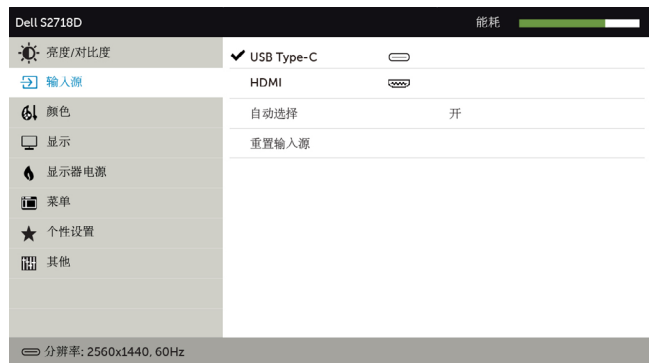 Dell S2718D 能耗
亮度/对比度
输入源
颜色
显示
显示器电源
菜单
个性设置
其他
USB Type-C
HDMI
自动选择 开
重置输入源
分辨率: 2560x1440, 60Hz